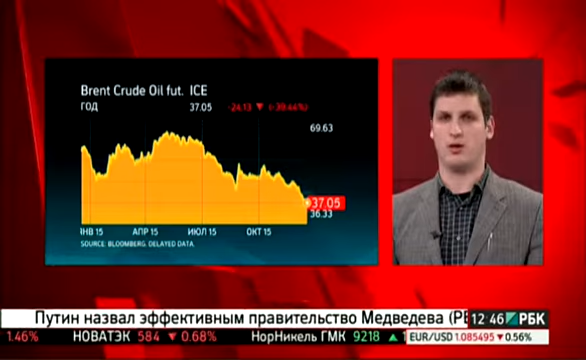 Brent Crude Oil fut. ICE
ГОД 37.05 -24.13 ▼ (-39.44%)
69.63
37.05
36.33
ЯНВ 15 АПР 15 ИЮЛ 15 ОКТ 15
SOURCE: BLOOMBERG. DELAYED DATA.
Путин назвал эффективным правительство Медведева (РБ
12:46 РБК
1.46% НОВАТЭК 584 ▼ 0.68% НорНикель ГМК 9218 ▲ 1
EUR/USD 1.085495 ▼ 0.56%